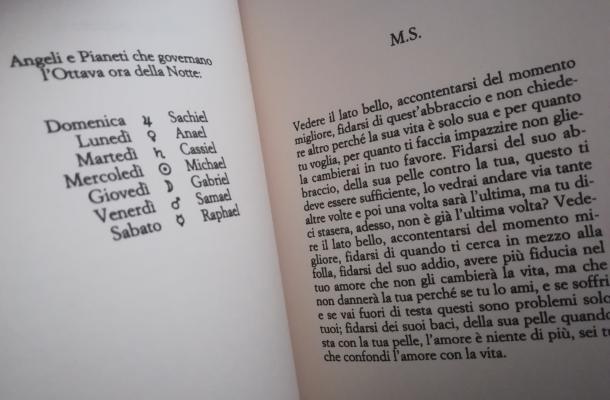 Angeli e Pianeti che governano
l'Ottava ora della Notte:
Domenica ♃ Sachiel
Lunedì ♀ Anael
Martedì ♄ Cassiel
Mercoledì ☉ Michael
Giovedì ☽ Gabriel
Venerdì ♂ Samael
Sabato ☿ Raphael
M.S.
Vedere il lato bello, accontentarsi del momento
migliore, fidarsi di quest'abbraccio e non chiede-
re altro perché la sua vita è solo sua e per quanto
tu voglia, per quanto ti faccia impazzire non glie-
la cambierai in tuo favore. Fidarsi del suo ab-
braccio, della sua pelle contro la tua, questo ti
deve essere sufficiente, lo vedrai andare via tante
altre volte e poi una volta sarà l'ultima, ma tu di-
ci stasera, adesso, non è già l'ultima volta? Vede-
re il lato bello, accontentarsi del momento mi-
gliore, fidarsi di quando ti cerca in mezzo alla
folla, fidarsi del suo addio, avere più fiducia nel
tuo amore che non gli cambierà la vita, ma che
non dannerà la tua perché se tu lo ami, e se soffri
e se vai fuori di testa questi sono problemi solo
tuoi; fidarsi dei suoi baci, della sua pelle quando
sta con la tua pelle, l'amore è niente di più, sei tu
che confondi l'amore con la vita.